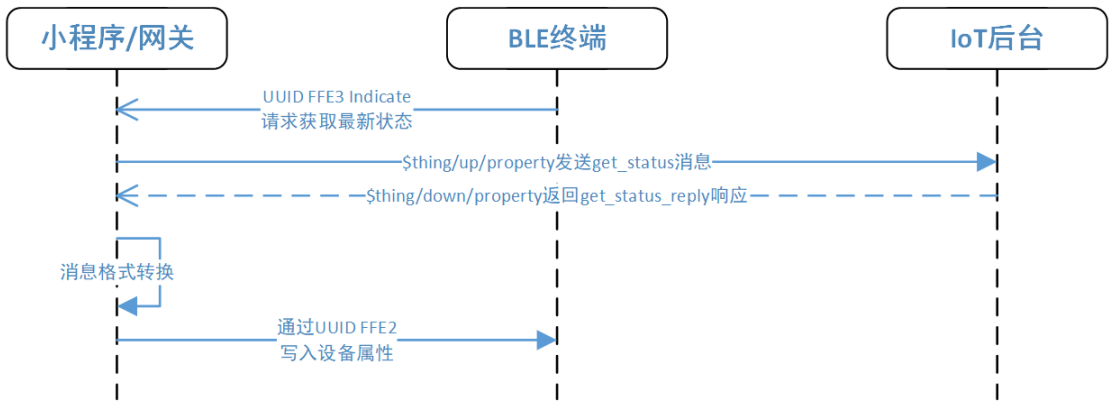 小程序/网关
BLE终端
IoT后台
UUID FFE3 Indicate
请求获取最新状态
$thing/up/property发送get_status消息
$thing/down/property返回get_status_reply响应
消息格式转换
通过UUID FFE2
写入设备属性